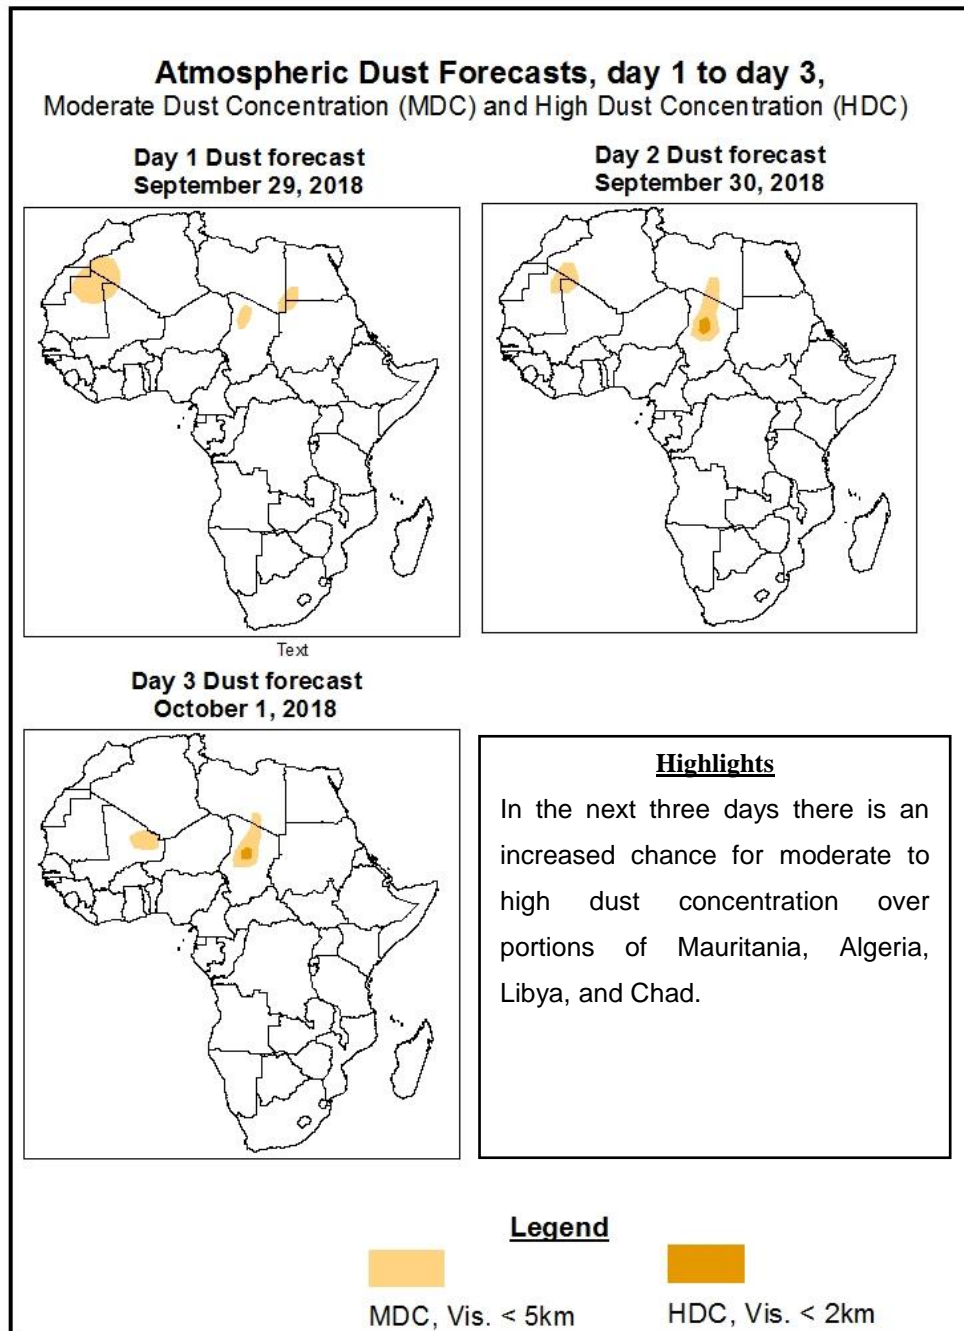 Atmospheric Dust Forecasts, day 1 to day 3,
Moderate Dust Concentration (MDC) and High Dust Concentration (HDC)
Day 1 Dust forecast
September 29, 2018
Day 2 Dust forecast
September 30, 2018
Text
Day 3 Dust forecast
October 1, 2018
Highlights
In the next three days there is an
increased chance for moderate to
high dust concentration over
portions of Mauritania, Algeria,
Libya, and Chad.
Legend
MDC, Vis. < 5km
HDC, Vis. < 2km